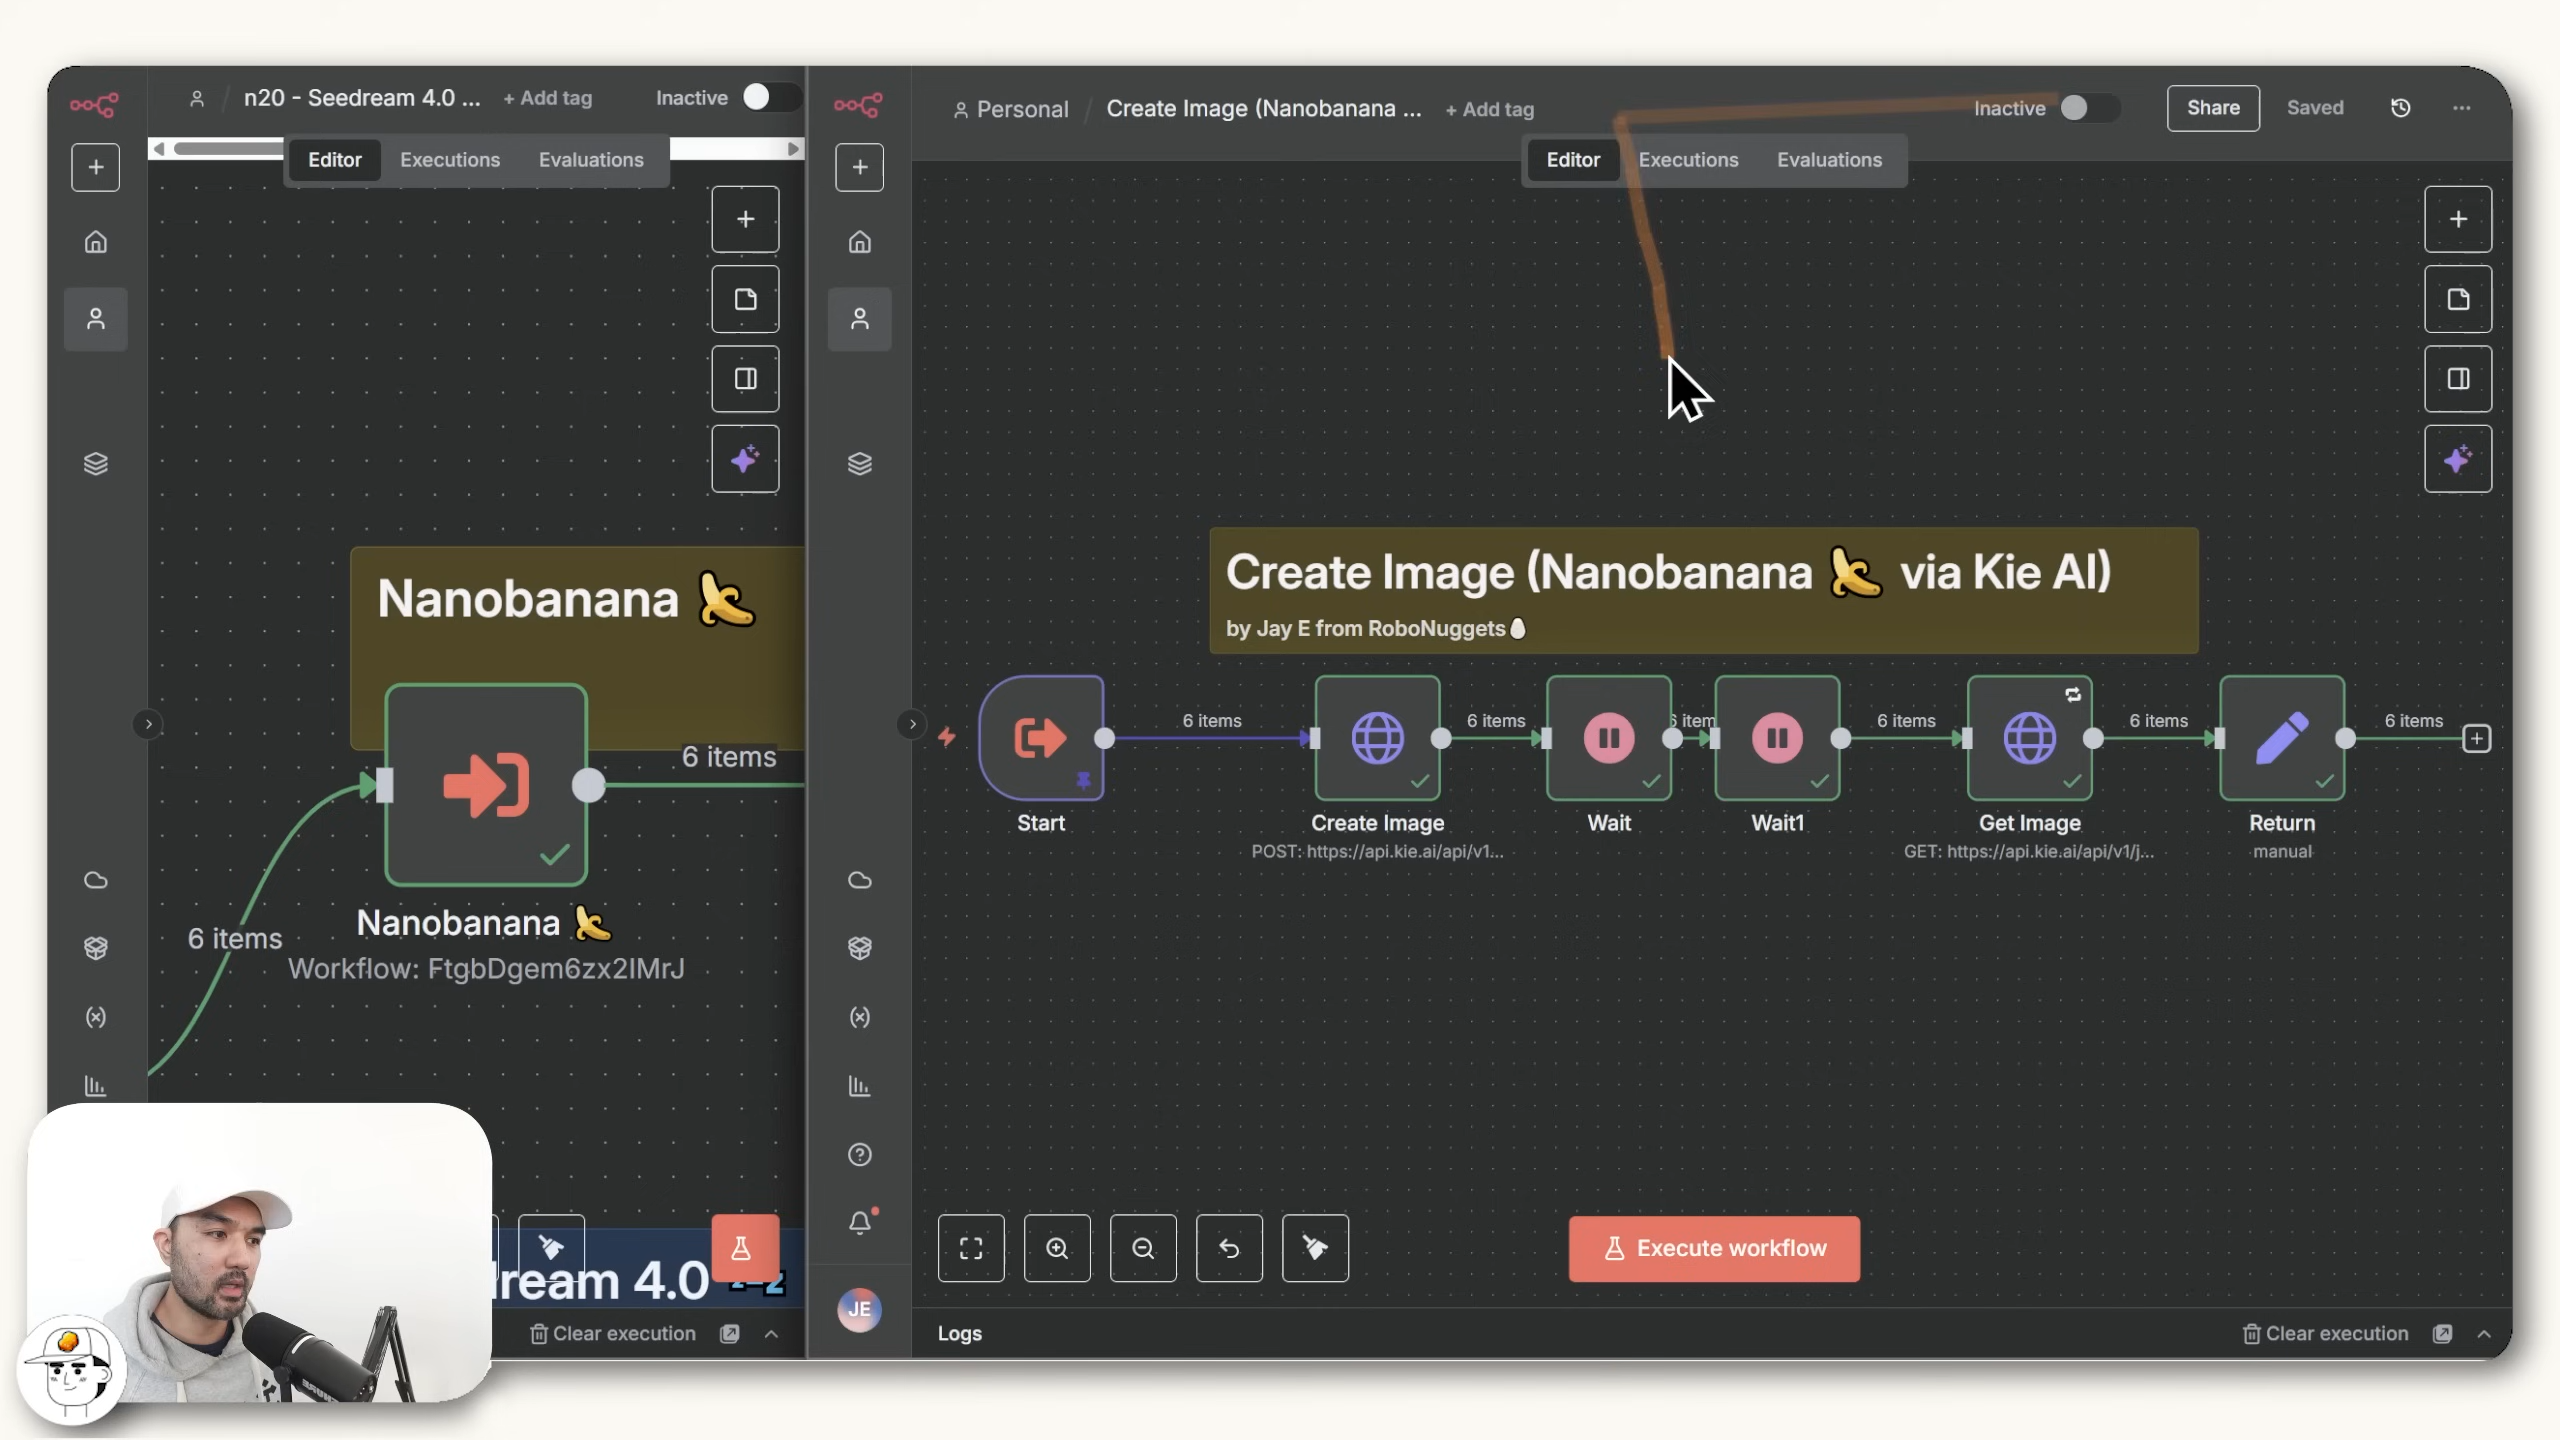 n20 - Seedream 4.0 ...
+ Add tag
Inactive
Editor
Executions
Evaluations
Nanobanana 🍌
6 items
6 items
Nanobanana 🍌
Workflow: FtgbDgem6zx2IMrJ
dream 4.0
Clear execution
Personal / Create Image (Nanobanana ...
+ Add tag
Inactive
Share
Saved
Editor
Executions
Evaluations
Create Image (Nanobanana 🍌 via Kie AI)
by Jay E from RoboNuggets
6 items
6 items
6 item
6 items
6 items
6 items
Start
Create Image
Wait
Wait1
Get Image
Return
POST: https://api.kie.ai/api/v1...
GET: https://api.kie.ai/api/v1/j...
manual
Execute workflow
JE
Logs
Clear execution